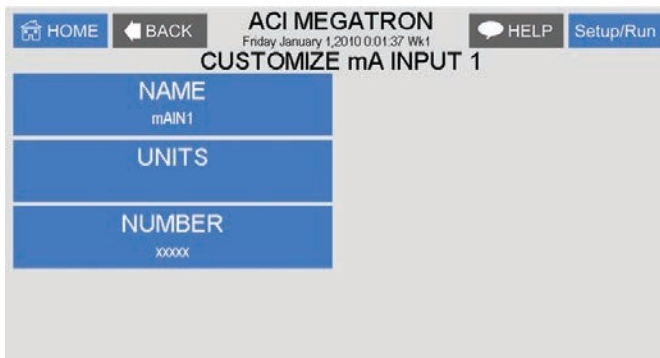 HOME
BACK
ACI MEGATRON
Friday January 1,2010 0:01:37 Wk1
HELP
Setup/Run
CUSTOMIZE mA INPUT 1
NAME
mAIN1
UNITS
NUMBER
xxxxx